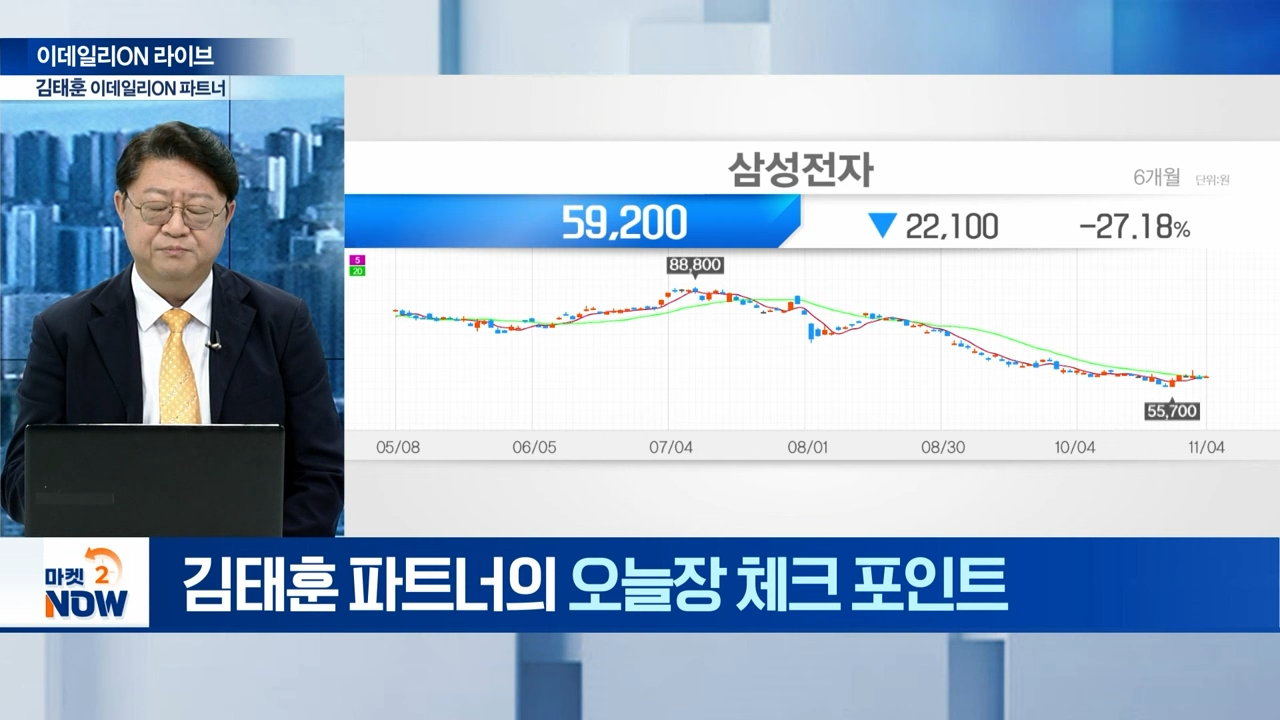 이데일리ON 라이브
김태훈 이데일리ON 파트너
삼성전자
6개월 단위:원
59,200 ▼ 22,100 -27.18%
5
20
88,800
55,700
05/08 06/05 07/04 08/01 08/30 10/04 11/04
마켓 2
NOW
김태훈 파트너의 오늘장 체크 포인트